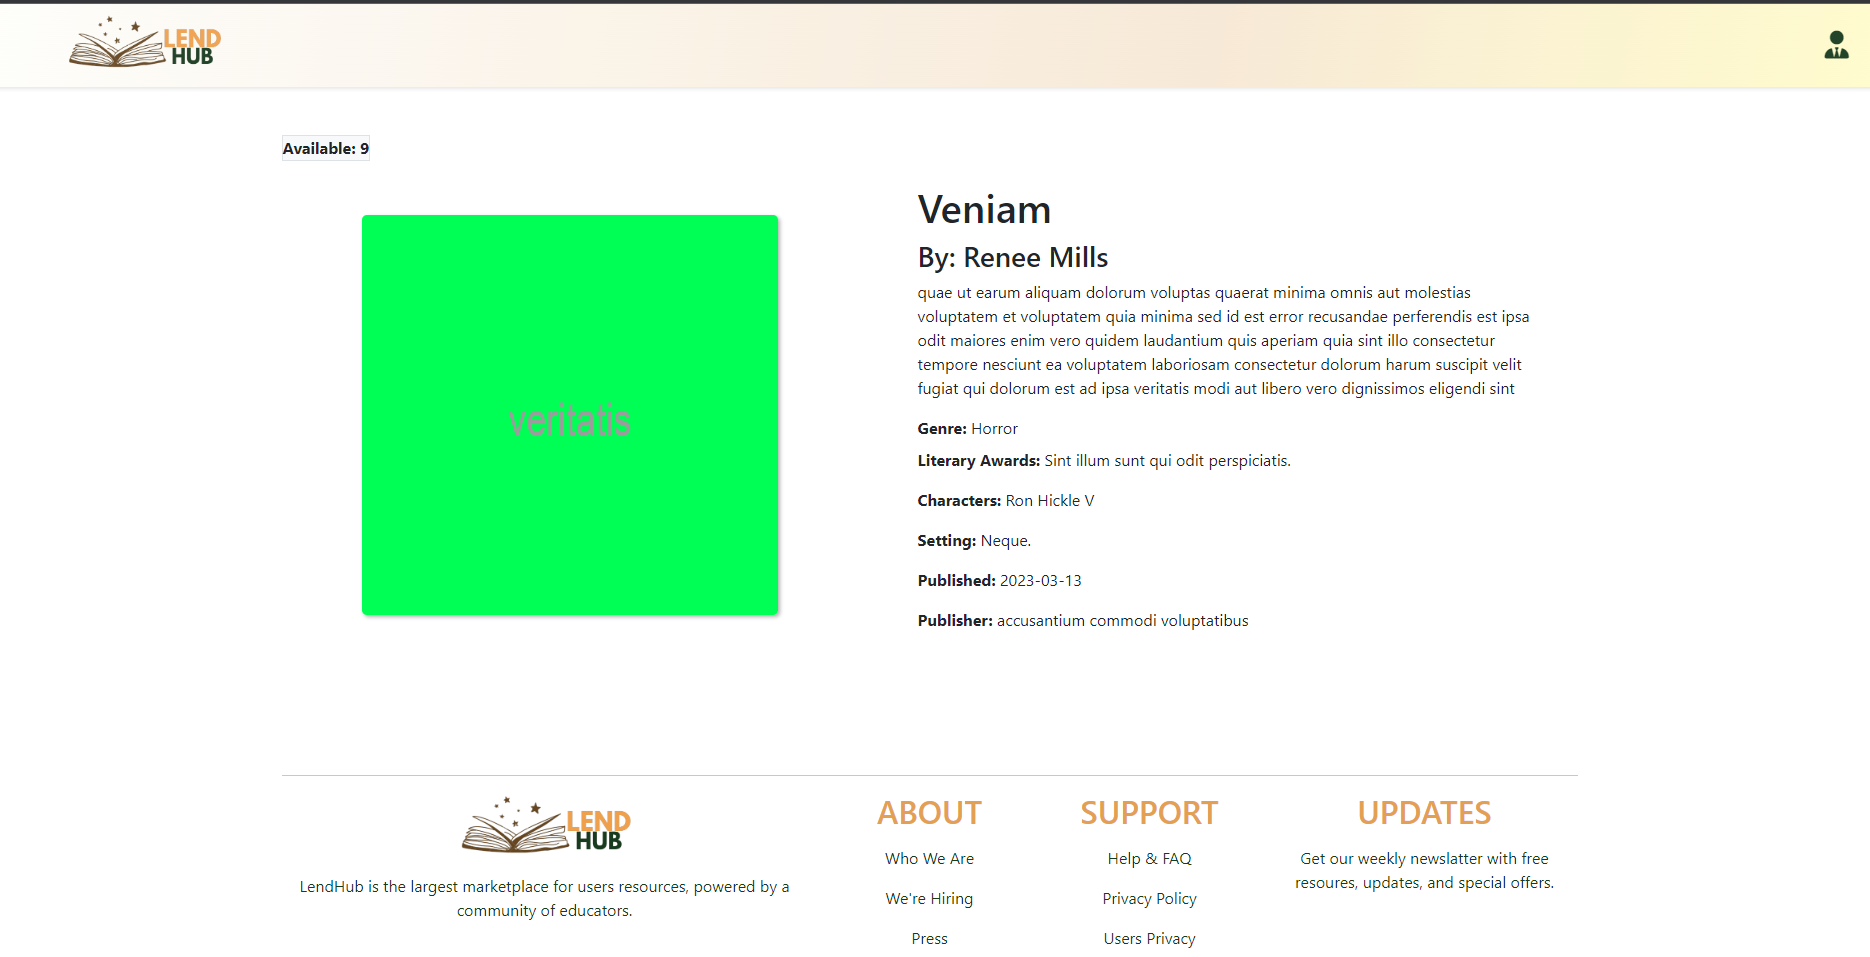 LEND
HUB
Available: 9
veritatis
Veniam
By: Renee Mills
quae ut earum aliquam dolorum voluptas quaerat minima omnis aut molestias
voluptatem et voluptatem quia minima sed id est error recusandae perferendis est ipsa
odit maiores enim vero quidem laudantium quis aperiam quia sint illo consectetur
tempore nesciunt ea voluptatem laboriosam consectetur dolorum harum suscipit velit
fugiat qui dolorum est ad ipsa veritatis modi aut libero vero dignissimos eligendi sint
Genre: Horror
Literary Awards: Sint illum sunt qui odit perspiciatis.
Characters: Ron Hickle V
Setting: Neque.
Published: 2023-03-13
Publisher: accusantium commodi voluptatibus
LEND
HUB
LendHub is the largest marketplace for users resources, powered by a
community of educators.
ABOUT
Who We Are
We're Hiring
Press
SUPPORT
Help & FAQ
Privacy Policy
Users Privacy
UPDATES
Get our weekly newslatter with free
resoures, updates, and special offers.